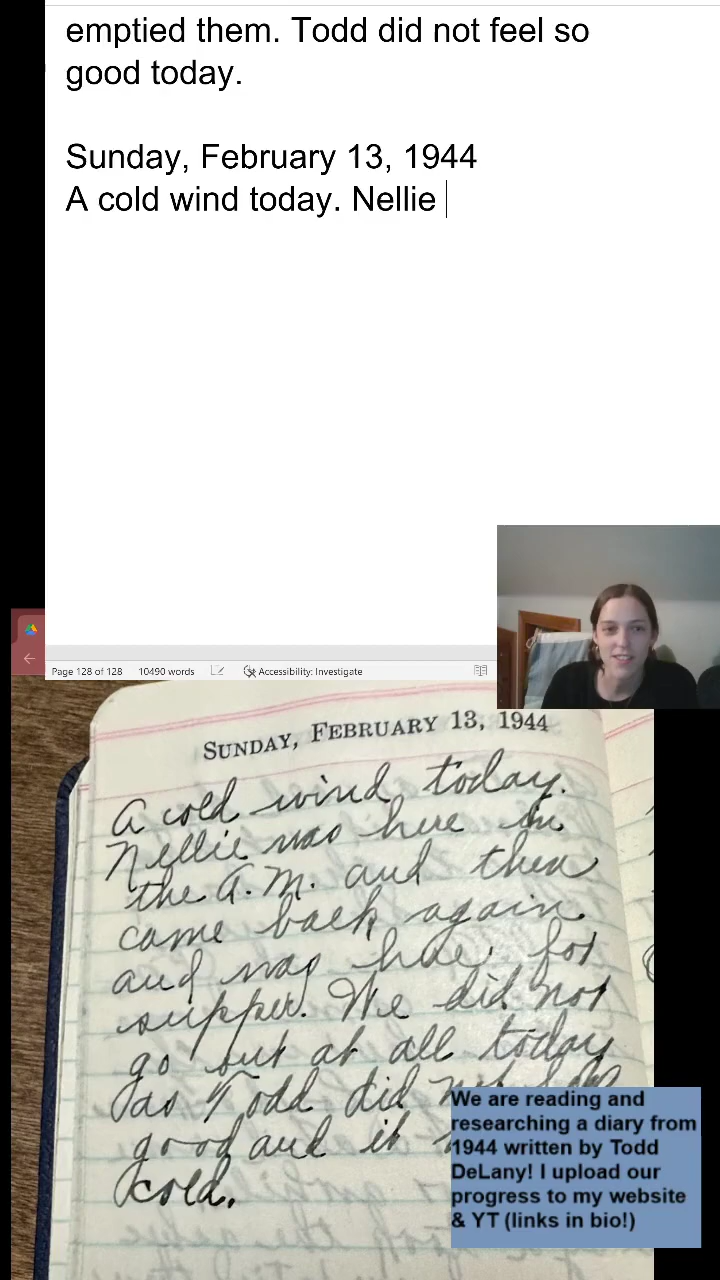 emptied them. Todd did not feel so
good today.
Sunday, February 13, 1944
A cold wind today. Nellie
Page 128 of 128 10490 words Accessibility: Investigate
SUNDAY, FEBRUARY 13, 1944
A cold wind today.
Nellie was here in
the A.M. and then
came back again
and was here for
supper. We did not
go out at all today
as Todd did not
good and it
cold.
We are reading and
researching a diary from
1944 written by Todd
DeLany! I upload our
progress to my website
& YT (links in bio!)